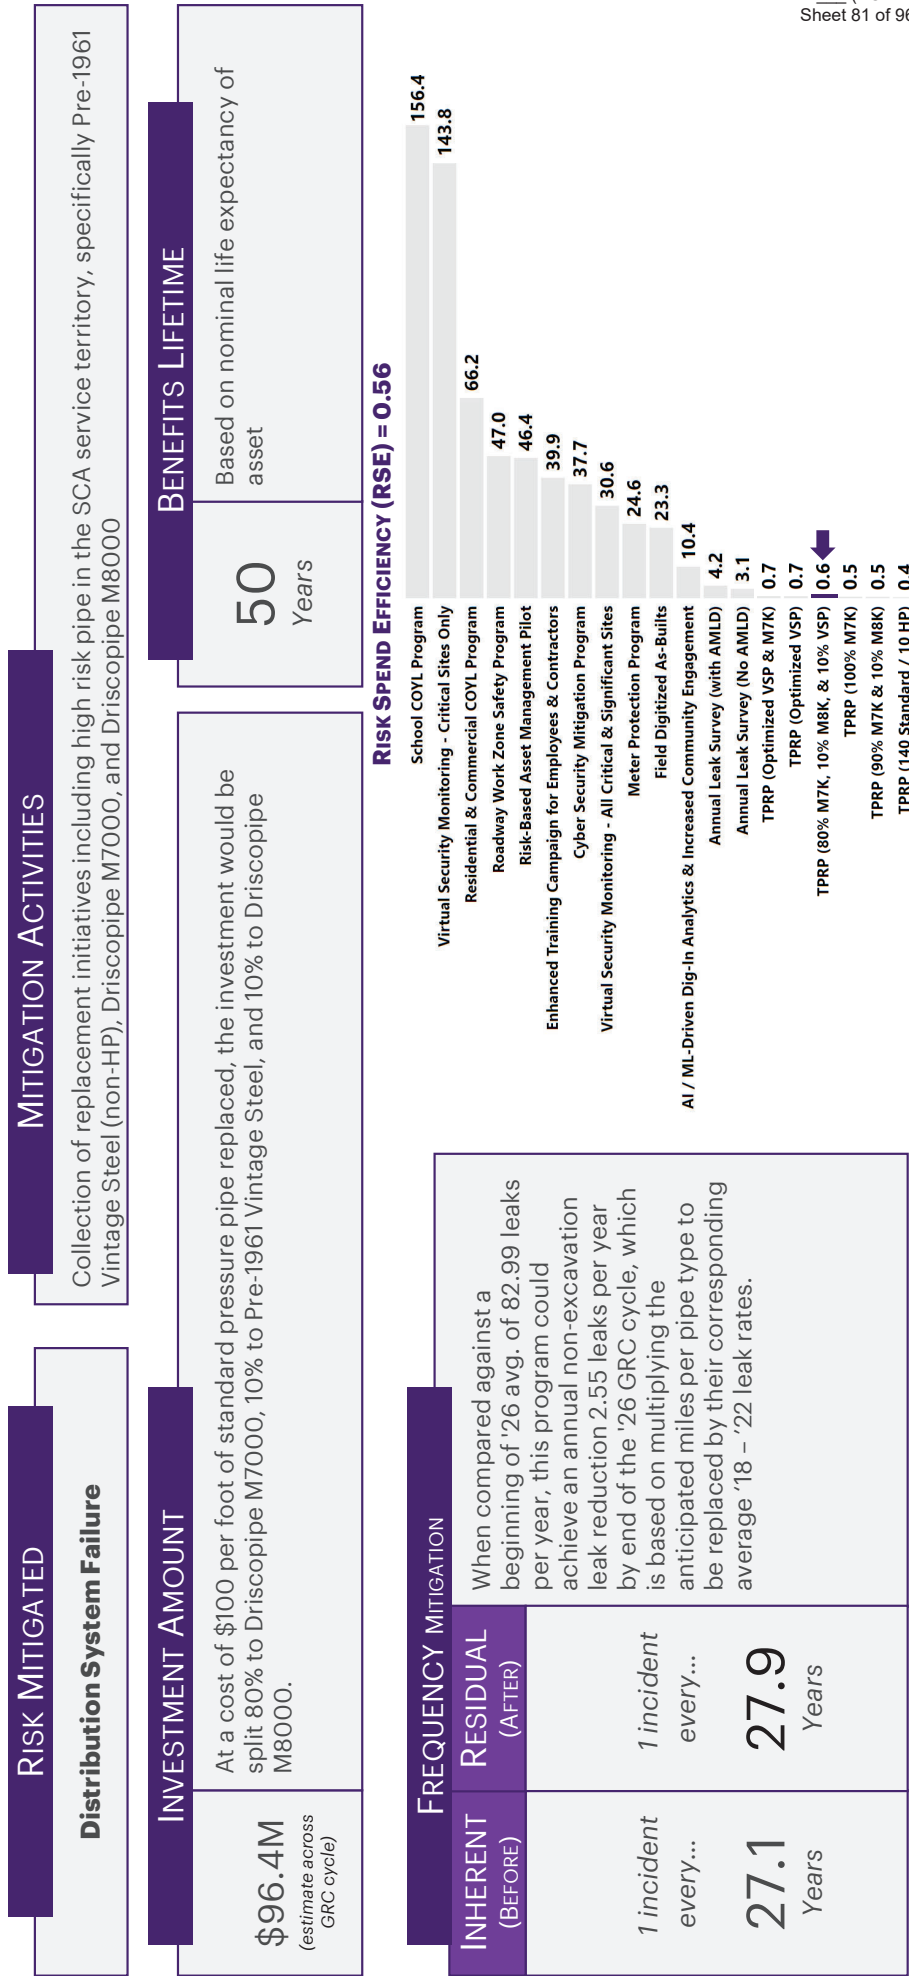 Sheet 81 of 96
RISK MITIGATED
Distribution System Failure
MITIGATION ACTIVITIES
Collection of replacement initiatives including high risk pipe in the SCA service territory, specifically Pre-1961
Vintage Steel (non-HP), Driscopipe M7000, and Driscopipe M8000
INVESTMENT AMOUNT
$96.4M
(estimate across
GRC cycle)
At a cost of $100 per foot of standard pressure pipe replaced, the investment would be
split 80% to Driscopipe M7000, 10% to Pre-1961 Vintage Steel, and 10% to Driscopipe
M8000.
BENEFITS LIFETIME
50
Years
Based on nominal life expectancy of
asset
FREQUENCY MITIGATION
INHERENT
(BEFORE)
1 incident
every...
27.1
Years
RESIDUAL
(AFTER)
1 incident
every...
27.9
Years
When compared against a
beginning of '26 avg. of 82.99 leaks
per year, this program could
achieve an annual non-excavation
leak reduction 2.55 leaks per year
by end of the '26 GRC cycle, which
is based on multiplying the
anticipated miles per pipe type to
be replaced by their corresponding
average '18 – '22 leak rates.
RISK SPEND EFFICIENCY (RSE) = 0.56
School COYL Program 156.4
Virtual Security Monitoring - Critical Sites Only 143.8
Residential & Commercial COYL Program 66.2
Roadway Work Zone Safety Program 47.0
Risk-Based Asset Management Pilot 46.4
Enhanced Training Campaign for Employees & Contractors 39.9
Cyber Security Mitigation Program 37.7
Virtual Security Monitoring - All Critical & Significant Sites 30.6
Meter Protection Program 24.6
Field Digitized As-Builts 23.3
AI / ML-Driven Dig-In Analytics & Increased Community Engagement 10.4
Annual Leak Survey (with AMLD) 4.2
Annual Leak Survey (No AMLD) 3.1
TPRP (Optimized VSP & M7K) 0.7
TPRP (Optimized VSP) 0.7
TPRP (80% M7K, 10% M8K, & 10% VSP) 0.6
TPRP (100% M7K) 0.5
TPRP (90% M7K & 10% M8K) 0.5
TPRP (140 Standard / 10 HP) 0.4